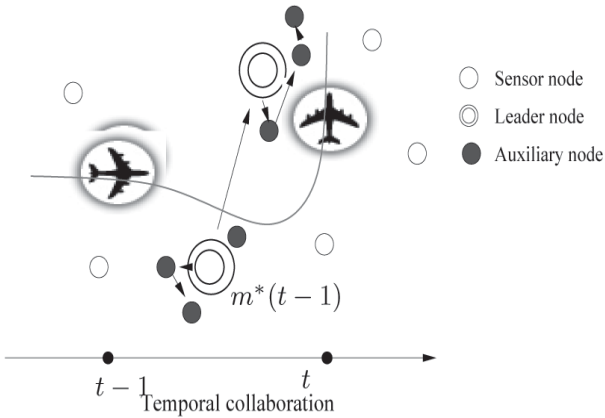 Sensor node
Leader node
Auxiliary node
m*(t − 1)
t − 1
t
Temporal collaboration